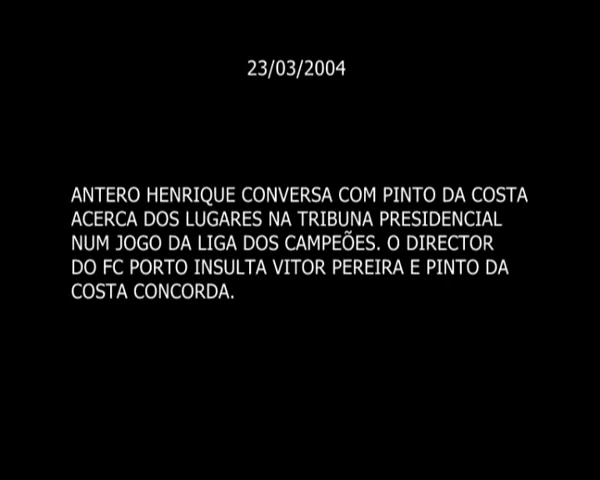 23/03/2004
ANTERO HENRIQUE CONVERSA COM PINTO DA COSTA
ACERCA DOS LUGARES NA TRIBUNA PRESIDENCIAL
NUM JOGO DA LIGA DOS CAMPEÕES. O DIRECTOR
DO FC PORTO INSULTA VITOR PEREIRA E PINTO DA
COSTA CONCORDA.